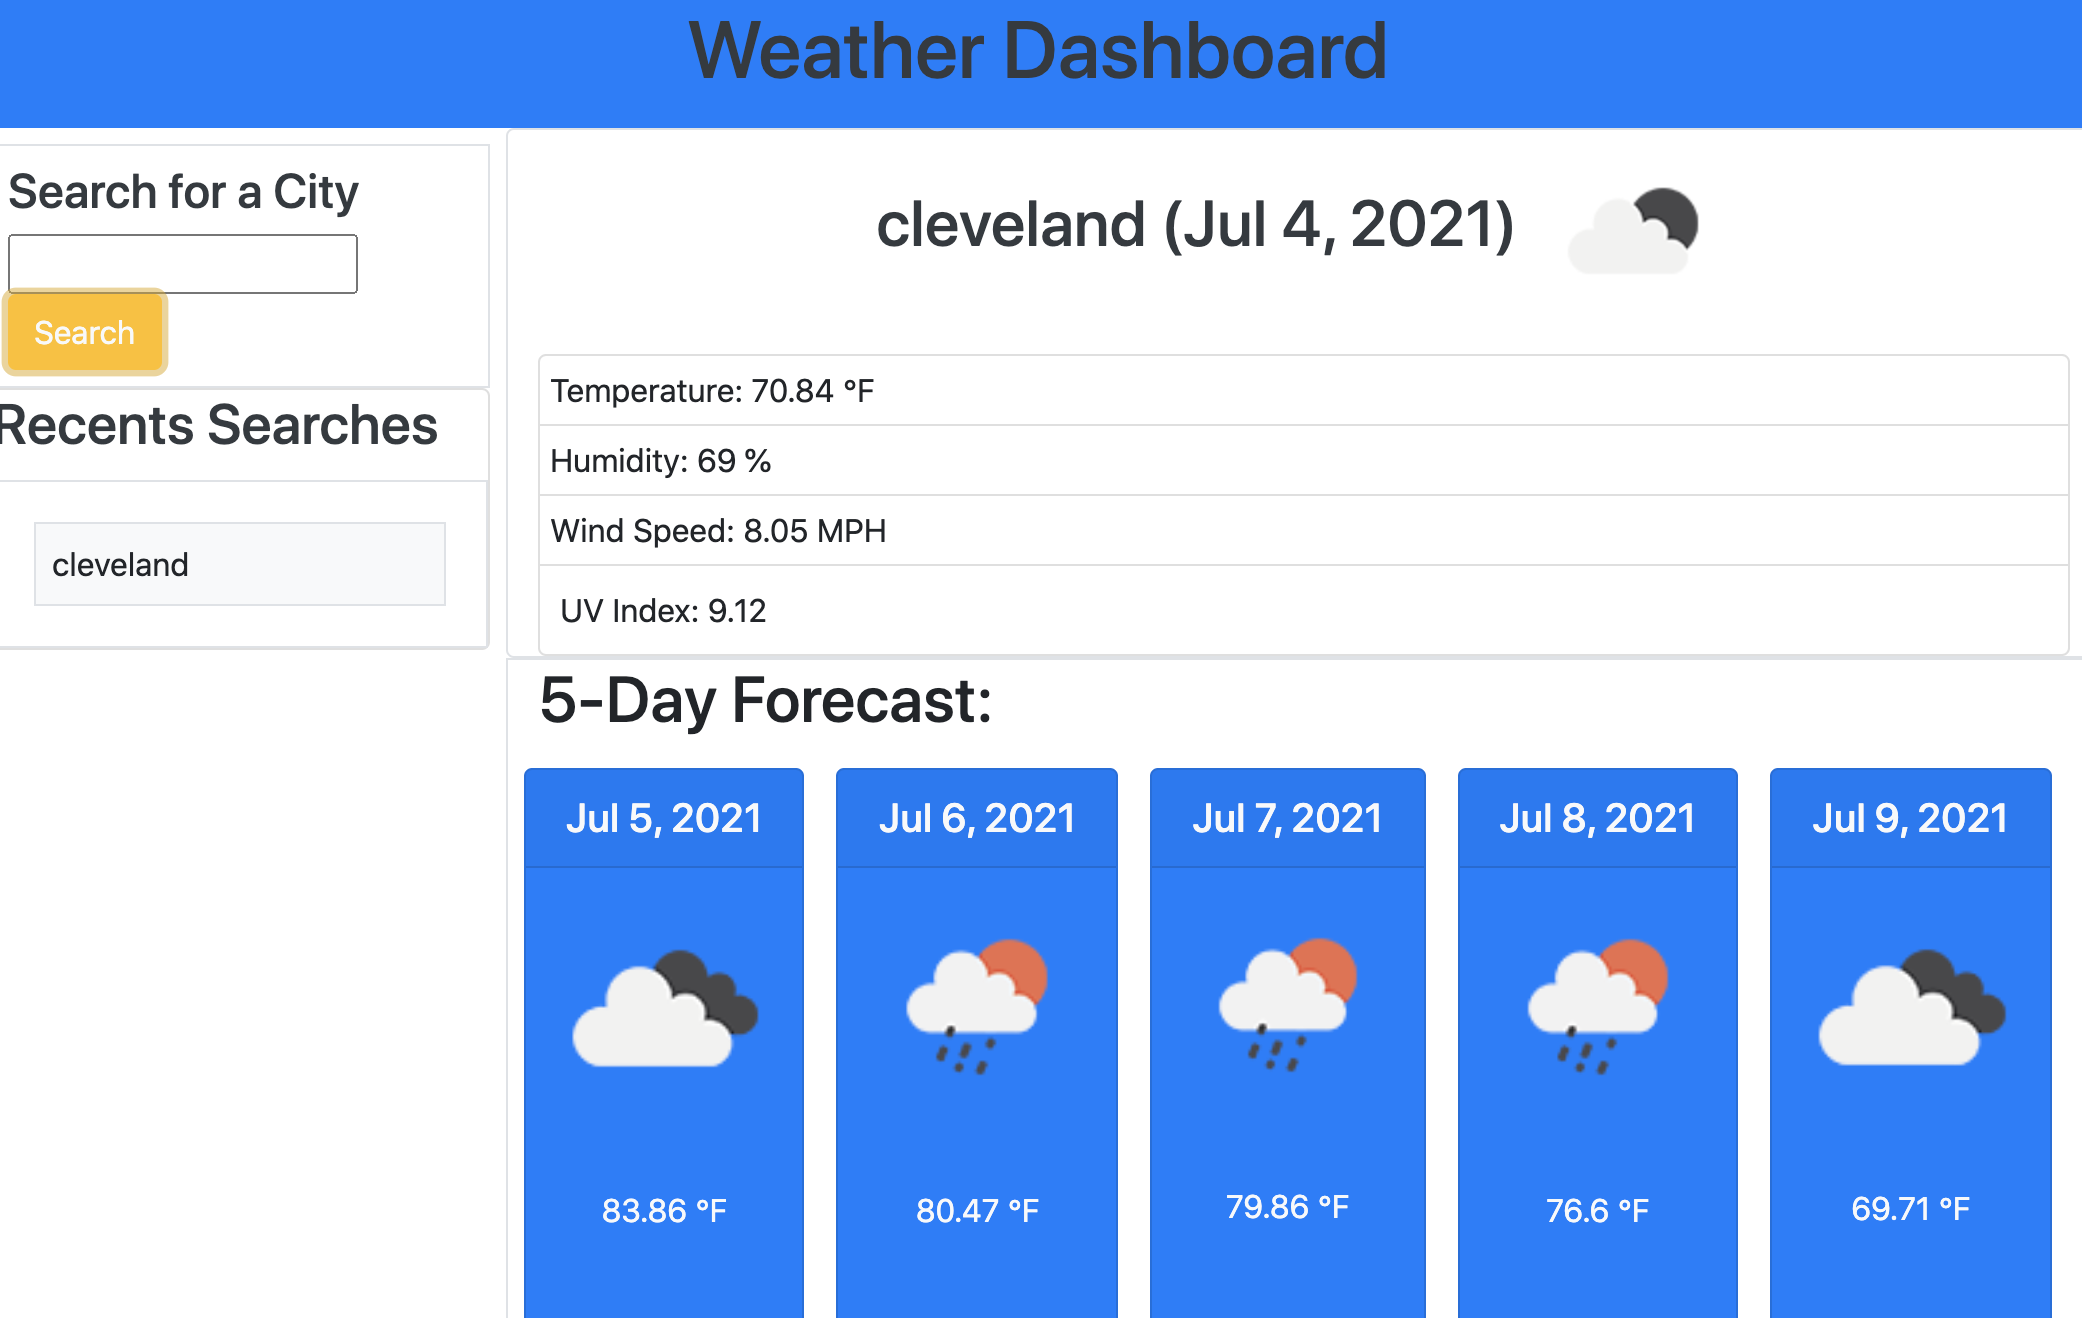 Weather Dashboard
Search for a City
Search
Recents Searches
cleveland
cleveland (Jul 4, 2021)
Temperature: 70.84 °F
Humidity: 69 %
Wind Speed: 8.05 MPH
UV Index: 9.12
5-Day Forecast:
Jul 5, 2021
83.86 °F
Jul 6, 2021
80.47 °F
Jul 7, 2021
79.86 °F
Jul 8, 2021
76.6 °F
Jul 9, 2021
69.71 °F